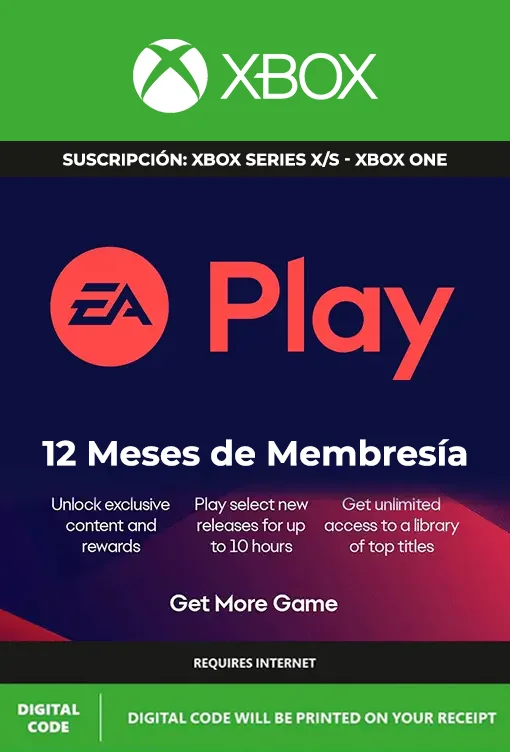 XBOX
SUSCRIPCIÓN: XBOX SERIES X/S - XBOX ONE
EA Play
12 Meses de Membresía
Unlock exclusive
content and
rewards
Play select new
releases for up
to 10 hours
Get unlimited
access to a library
of top titles
Get More Game
REQUIRES INTERNET
DIGITAL
CODE
DIGITAL CODE WILL BE PRINTED ON YOUR RECEIPT